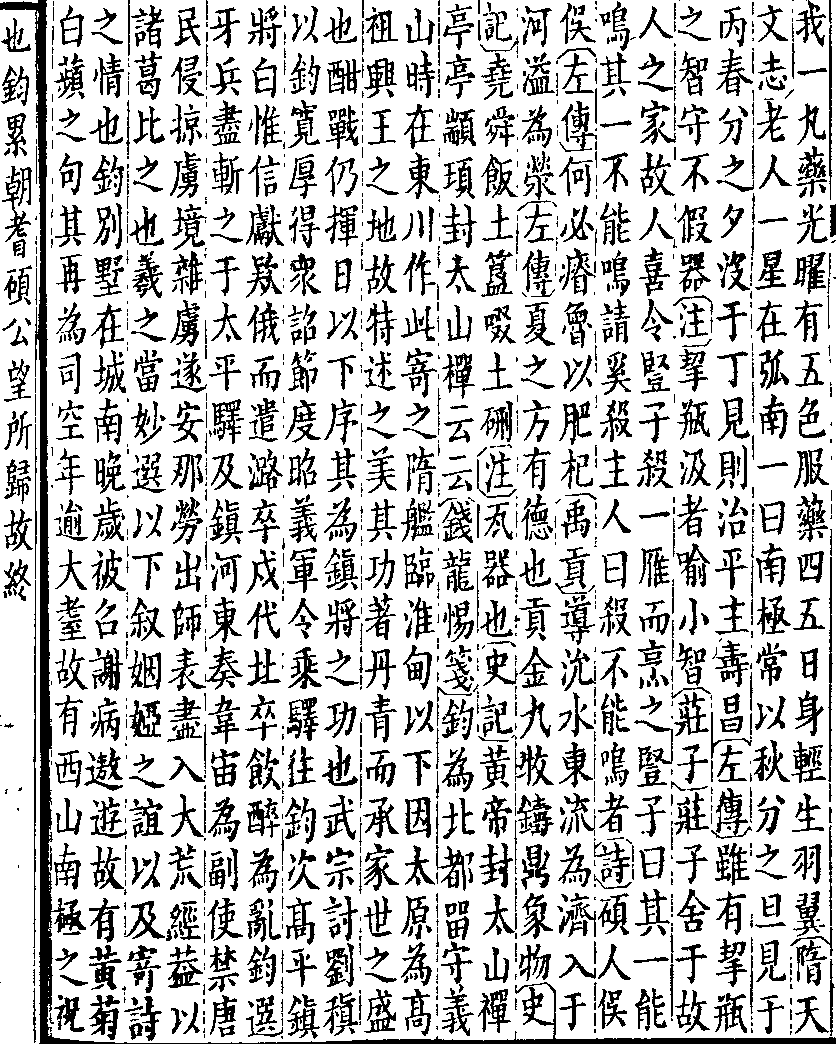 我一丸藥光曜有五色服藥四五日身輕生羽翼隋天
文志老人一星在弧南一曰南極常以秋分之旦見于
丙春分之夕沒于丁見則治平主壽昌左傳雖有挈瓶
之智守不假器注挈瓶汲者喻小智莊子莊子舍于故
人之家故人喜令豎子殺一雁而烹之豎子曰其一能
鳴其一不能鳴請奚殺主人曰殺不能鳴者詩碩人俣
俣左傳何必瘠魯以肥杞禹貢導沇水東流為濟入于
河溢為滎左傳夏之方有德也貢金九牧鑄鼎象物史
記堯舜飯土簋啜土硎注瓦器也史記黄帝封太山禪
亭亭顓頊封太山禪云云錢龍惕箋鈞為北都留守義
山時在東川作此寄之隋艦臨淮甸以下因太原為高
祖興王之地故特述之美其功著丹青而承家世之盛
也酣戰仍揮日以下序其為鎮將之功也武宗討劉稹
以鈞寬厚得衆詔節度昭義軍令乘驛往鈞次高平鎮
將白惟信獻欵俄而遣潞卒戍代北卒飲醉為亂鈞選
牙兵盡斬之于太平驛及鎮河東奏韋宙為副使禁唐
民侵掠虜境雜虜遂安那勞出師表盡入大荒經葢以
諸葛比之也羲之當妙選以下叙姻婭之誼以及寄詩
之情也鈞別墅在城南晚歲被召謝病遨遊故有黄菊
白蘋之句其再為司空年逾大耋故有西山南極之祝
也鈞累朝耆碩公望所歸故終